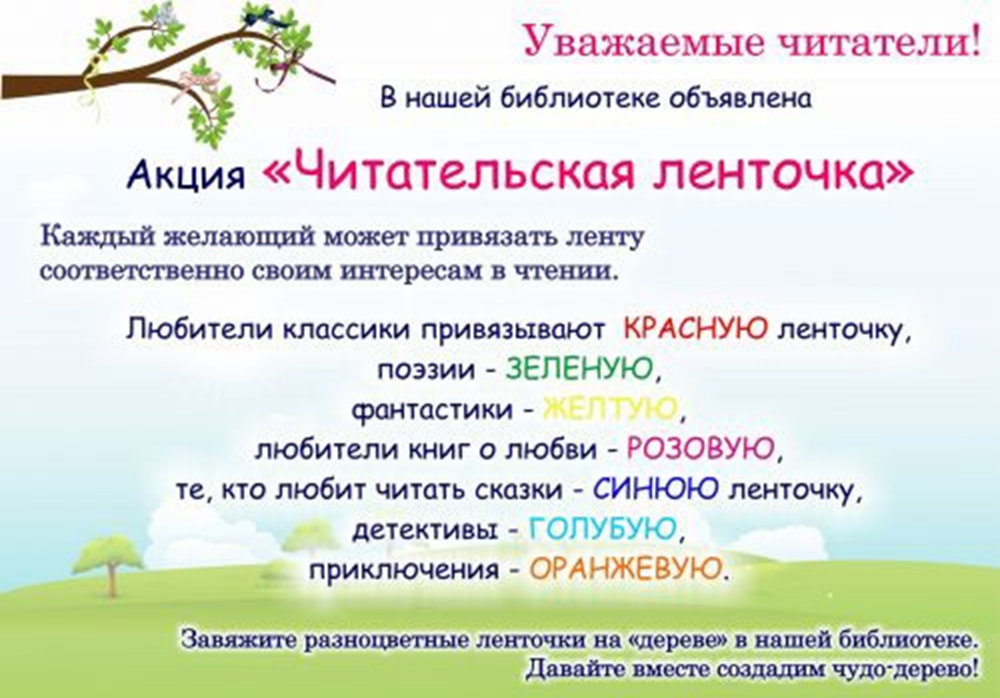 Уважаемые читатели!
В нашей библиотеке объявлена
Акция «Читательская ленточка»
Каждый желающий может привязать ленту
соответственно своим интересам в чтении.
Любители классики привязывают КРАСНУЮ ленточку,
поэзии - ЗЕЛЕНУЮ,
фантастики - ЖЕЛТУЮ,
любители книг о любви - РОЗОВУЮ,
те, кто любит читать сказки - СИНЮЮ ленточку,
детективы - ГОЛУБУЮ,
приключения - ОРАНЖЕВУЮ.
Завяжите разноцветные ленточки на «дереве» в нашей библиотеке.
Давайте вместе создадим чудо-дерево!